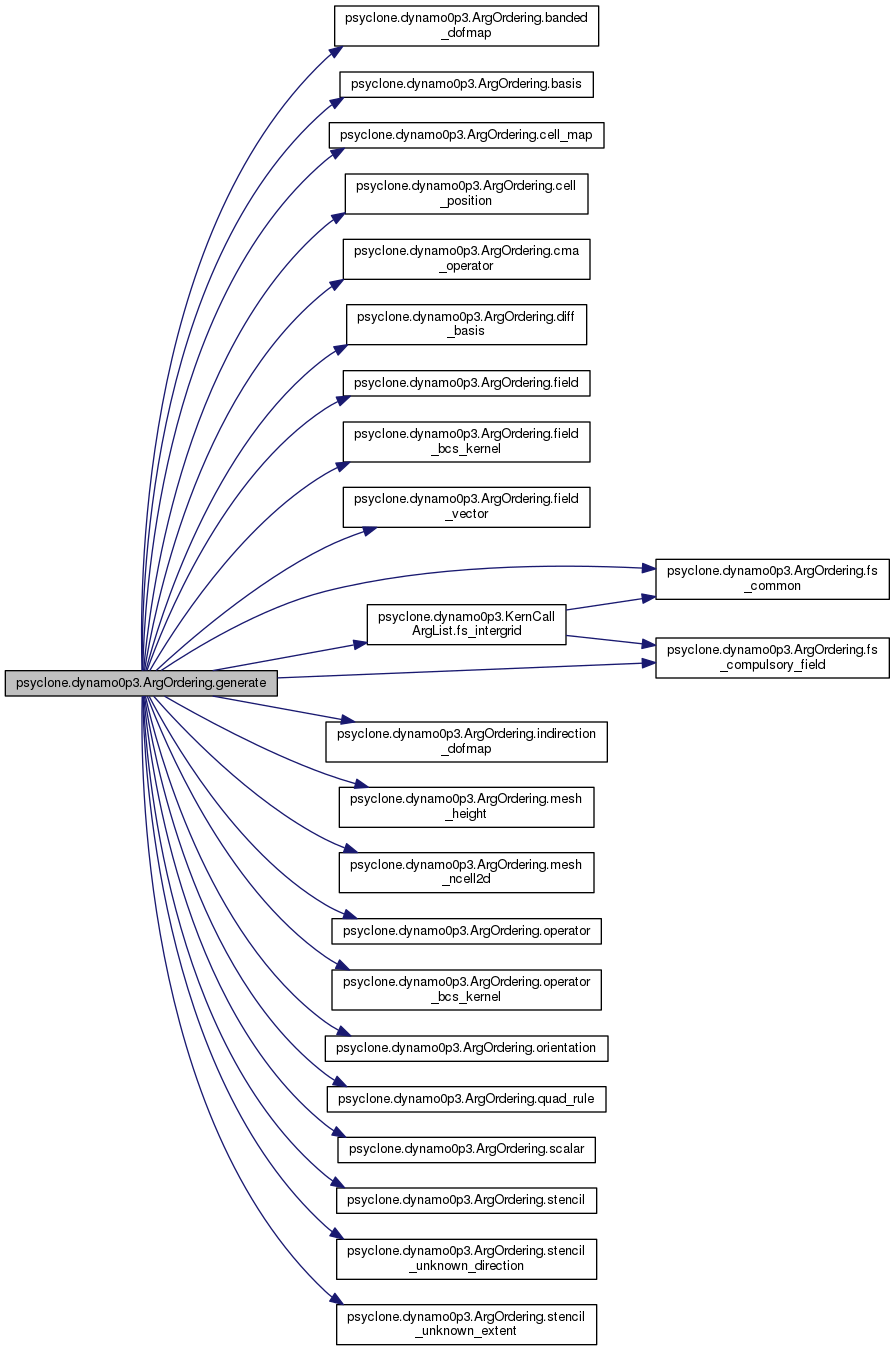 psyclone.dynamo0p3.ArgOrdering.banded
_dofmap
psyclone.dynamo0p3.ArgOrdering.basis
psyclone.dynamo0p3.ArgOrdering.cell_map
psyclone.dynamo0p3.ArgOrdering.cell
_position
psyclone.dynamo0p3.ArgOrdering.cma
_operator
psyclone.dynamo0p3.ArgOrdering.diff
_basis
psyclone.dynamo0p3.ArgOrdering.field
psyclone.dynamo0p3.ArgOrdering.field
_bcs_kernel
psyclone.dynamo0p3.ArgOrdering.field
_vector
psyclone.dynamo0p3.ArgOrdering.fs
_common
psyclone.dynamo0p3.KernCall
ArgList.fs_intergrid
psyclone.dynamo0p3.ArgOrdering.fs
_compulsory_field
psyclone.dynamo0p3.ArgOrdering.generate
psyclone.dynamo0p3.ArgOrdering.indirection
_dofmap
psyclone.dynamo0p3.ArgOrdering.mesh
_height
psyclone.dynamo0p3.ArgOrdering.mesh
_ncell2d
psyclone.dynamo0p3.ArgOrdering.operator
psyclone.dynamo0p3.ArgOrdering.operator
_bcs_kernel
psyclone.dynamo0p3.ArgOrdering.orientation
psyclone.dynamo0p3.ArgOrdering.quad_rule
psyclone.dynamo0p3.ArgOrdering.scalar
psyclone.dynamo0p3.ArgOrdering.stencil
psyclone.dynamo0p3.ArgOrdering.stencil
_unknown_direction
psyclone.dynamo0p3.ArgOrdering.stencil
_unknown_extent